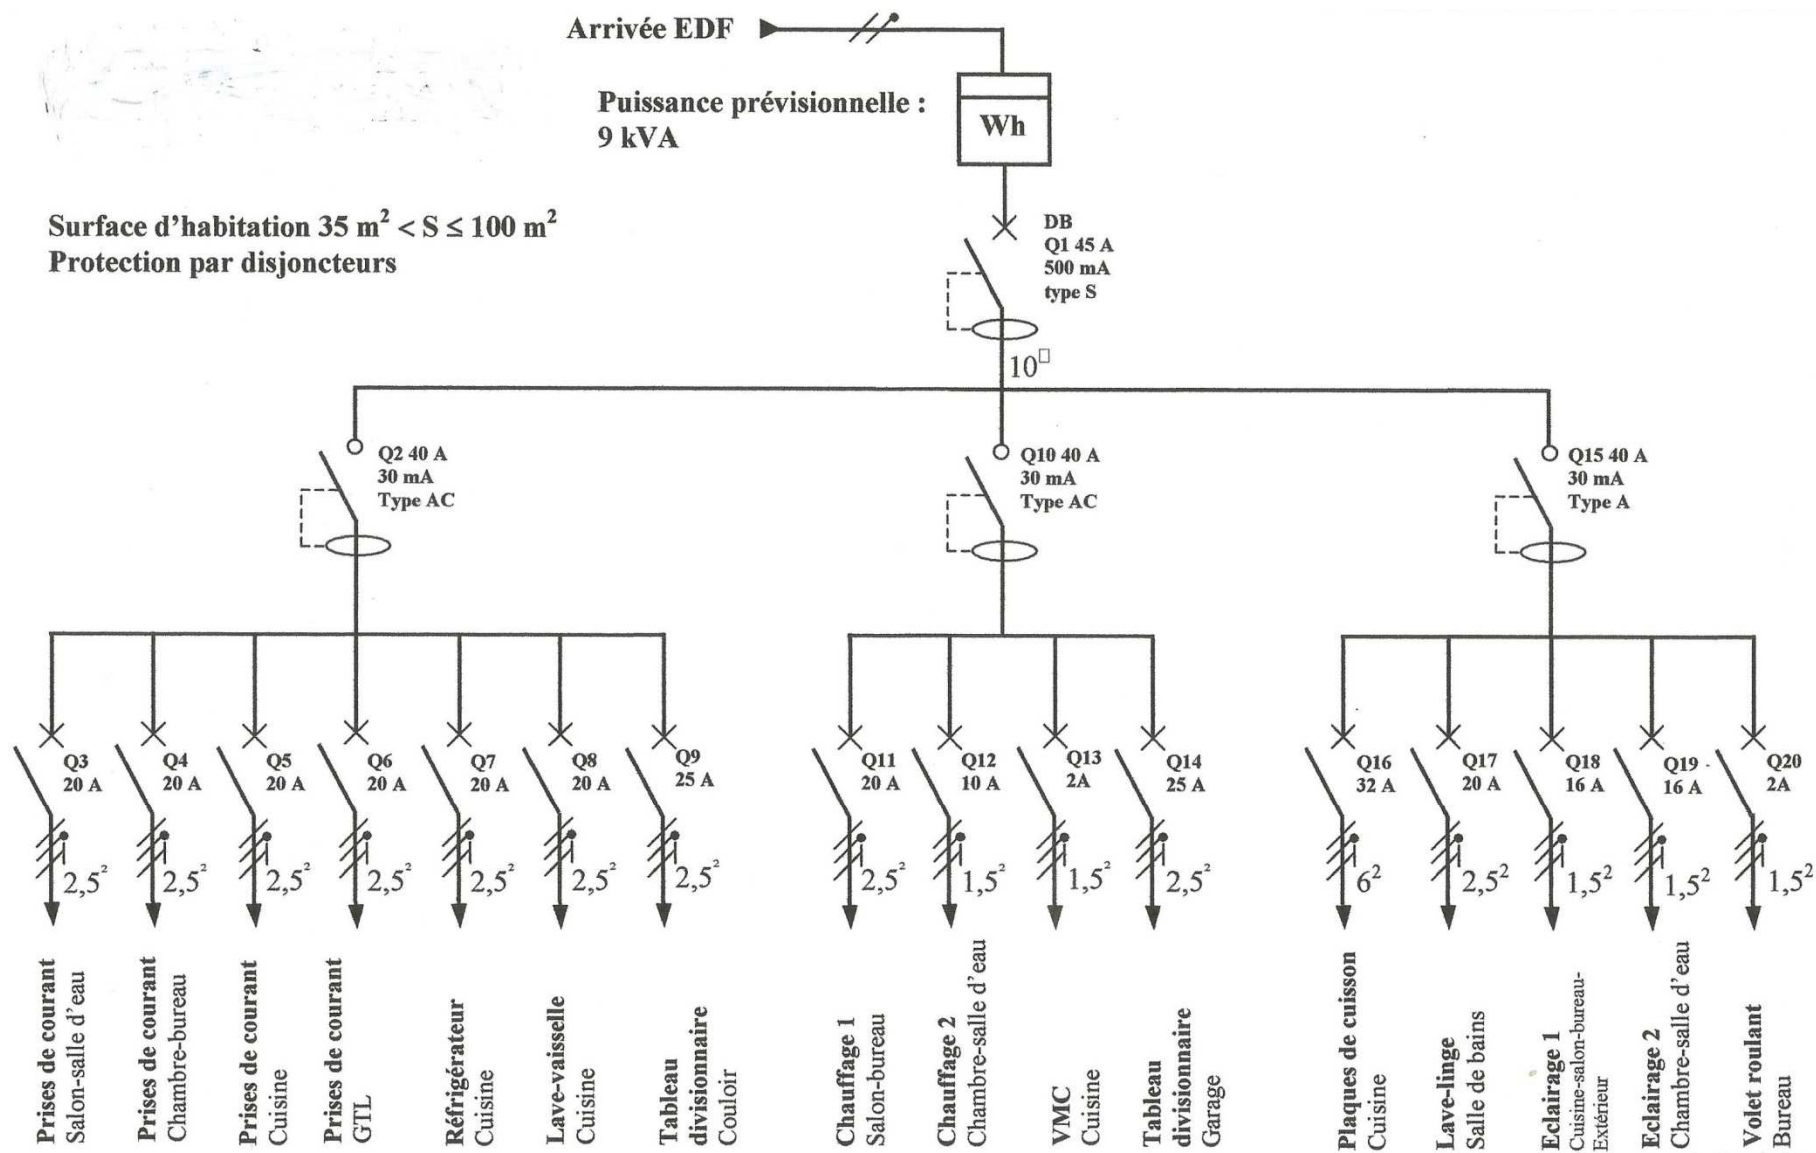 Arrivée EDF
Puissance prévisionnelle :
9 kVA
Wh
Surface d'habitation 35 m² < S ≤ 100 m²
Protection par disjoncteurs
DB
Q1 45 A
500 mA
type S
10□
Q2 40 A
30 mA
Type AC
Q10 40 A
30 mA
Type AC
Q15 40 A
30 mA
Type A
Q3
20 A
Q4
20 A
Q5
20 A
Q6
20 A
Q7
20 A
Q8
20 A
Q9
25 A
Q11
20 A
Q12
10 A
Q13
2A
Q14
25 A
Q16
32 A
Q17
20 A
Q18
16 A
Q19
16 A
Q20
2A
2,5²
2,5²
2,5²
2,5²
2,5²
2,5²
2,5²
2,5²
1,5²
1,5²
2,5²
6²
2,5²
1,5²
1,5²
1,5²
Prises de courant
Salon-salle d'eau
Prises de courant
Chambre-bureau
Prises de courant
Cuisine
Prises de courant
GTL
Réfrigérateur
Cuisine
Lave-vaisselle
Cuisine
Tableau
divisionnaire
Couloir
Chauffage 1
Salon-bureau
Chauffage 2
Chambre-salle d'eau
VMC
Cuisine
Tableau
divisionnaire
Garage
Plaques de cuisson
Cuisine
Lave-linge
Salle de bains
Eclairage 1
Cuisine-salon-bureau-
Extérieur
Eclairage 2
Chambre-salle d'eau
Volet roulant
Bureau